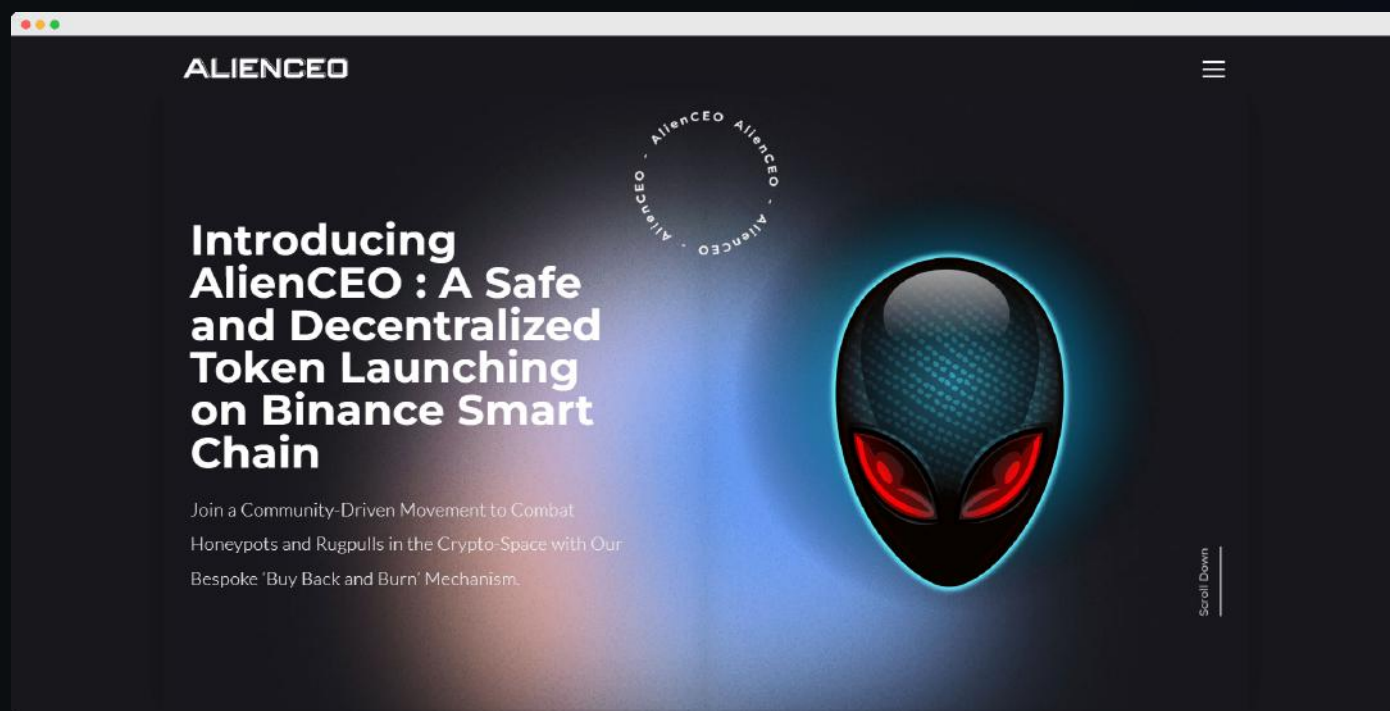 ALIENCEO
AlienCEO AlienCEO - AlienCEO - AlienCEO -
Introducing
AlienCEO : A Safe
and Decentralized
Token Launching
on Binance Smart
Chain
Join a Community-Driven Movement to Combat
Honeypots and Rugpulls in the Crypto-Space with Our
Bespoke 'Buy Back and Burn' Mechanism.
Scroll Down